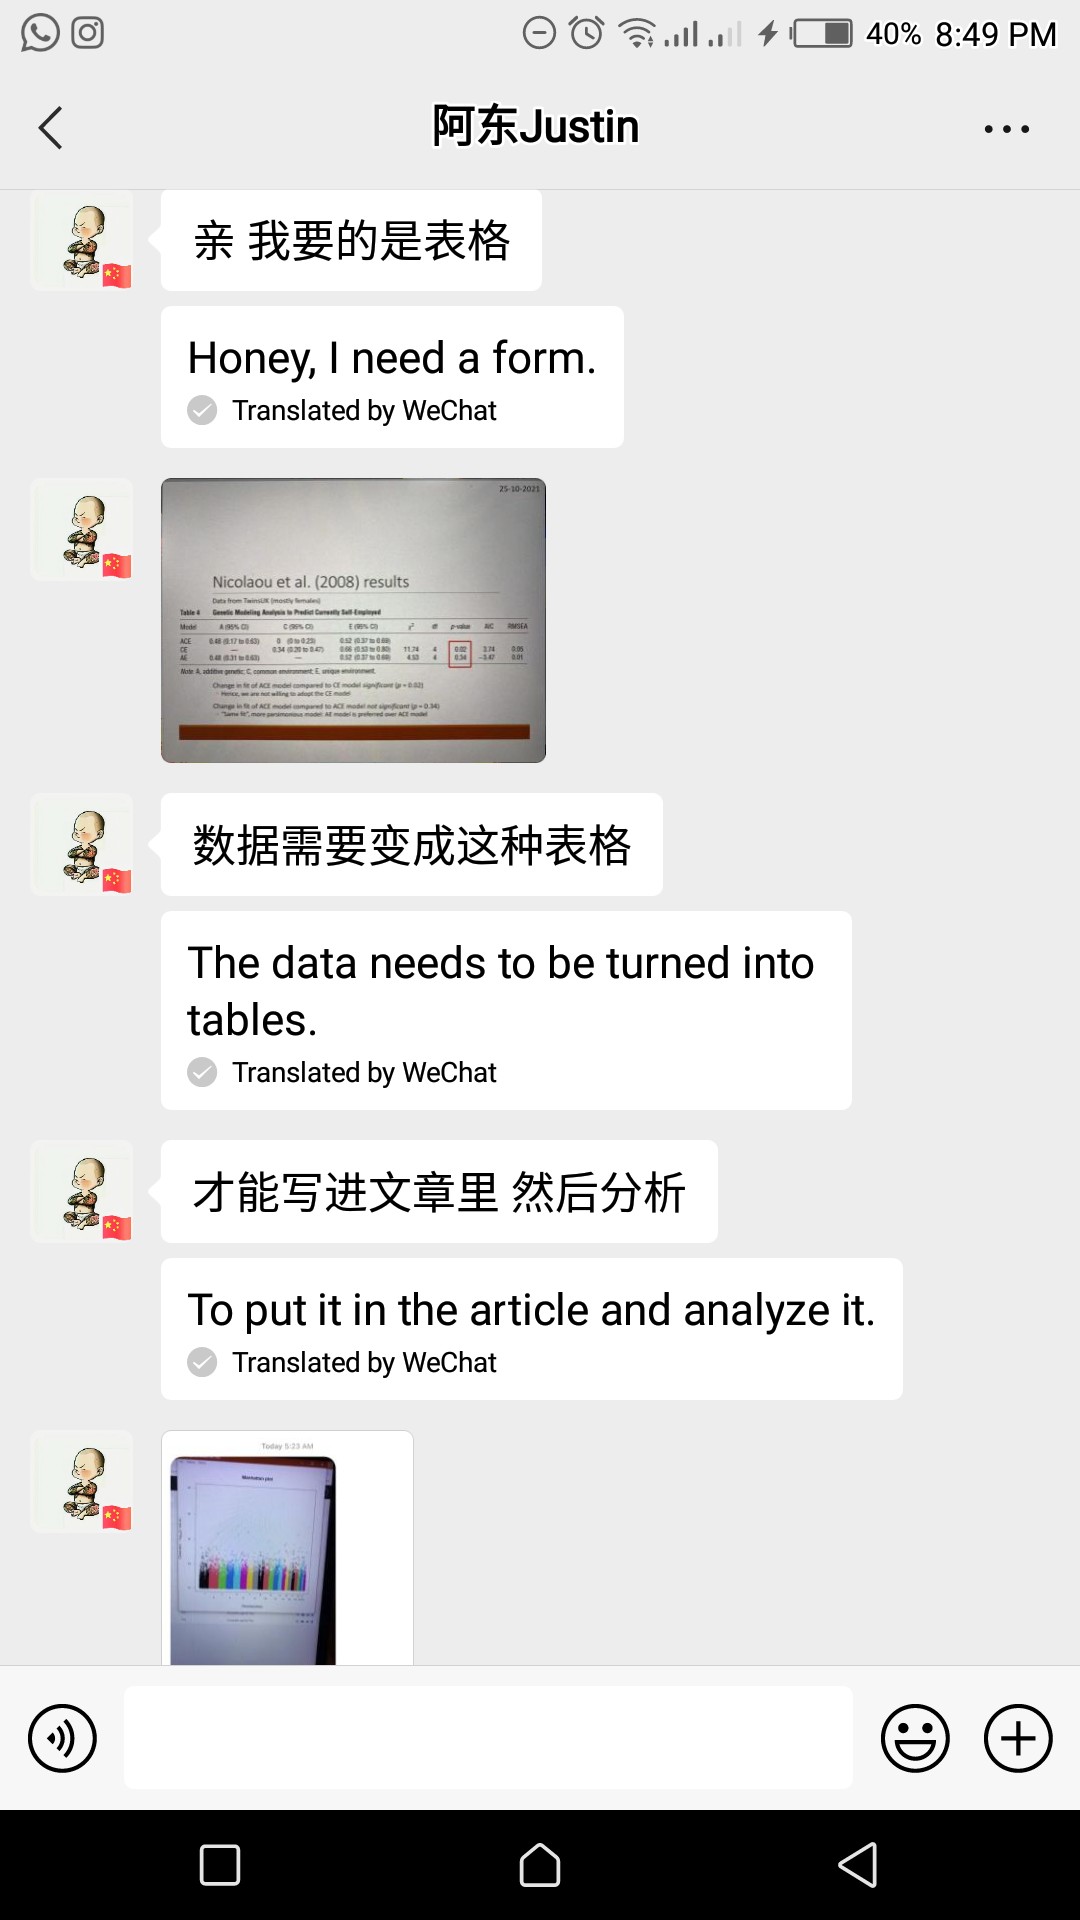 40% 8:49 PM
阿东Justin
亲 我要的是表格
Honey, I need a form.
Translated by WeChat
25-10-2021
Nicolaou et al. (2008) results
Data from TwinsUK (mostly females)
Table 4 Genetic Modeling Analysis to Predict Currently Self-Employed
Model A (95% CI) C (95% CI) E (95% CI) χ² df p-value AIC RMSEA
ACE 0.48 (0.17 to 0.63) 0 (0 to 0.23) 0.52 (0.37 to 0.69)
CE — 0.34 (0.20 to 0.47) 0.66 (0.53 to 0.80) 11.74 4 0.02 3.74 0.05
AE 0.48 (0.31 to 0.63) — 0.52 (0.37 to 0.69) 4.53 4 0.34 −3.47 0.01
Note: A, additive genetic; C, common environment; E, unique environment.
Change in fit of ACE model compared to CE model significant (p = 0.02)
- Hence, we are not willing to adopt the CE model
Change in fit of ACE model compared to ACE model not significant (p = 0.34)
- "Same fit", more parsimonious model: AE model is preferred over ACE model
数据需要变成这种表格
The data needs to be turned into
tables.
Translated by WeChat
才能写进文章里 然后分析
To put it in the article and analyze it.
Translated by WeChat
Today 5:23 AM
Manhattan plot